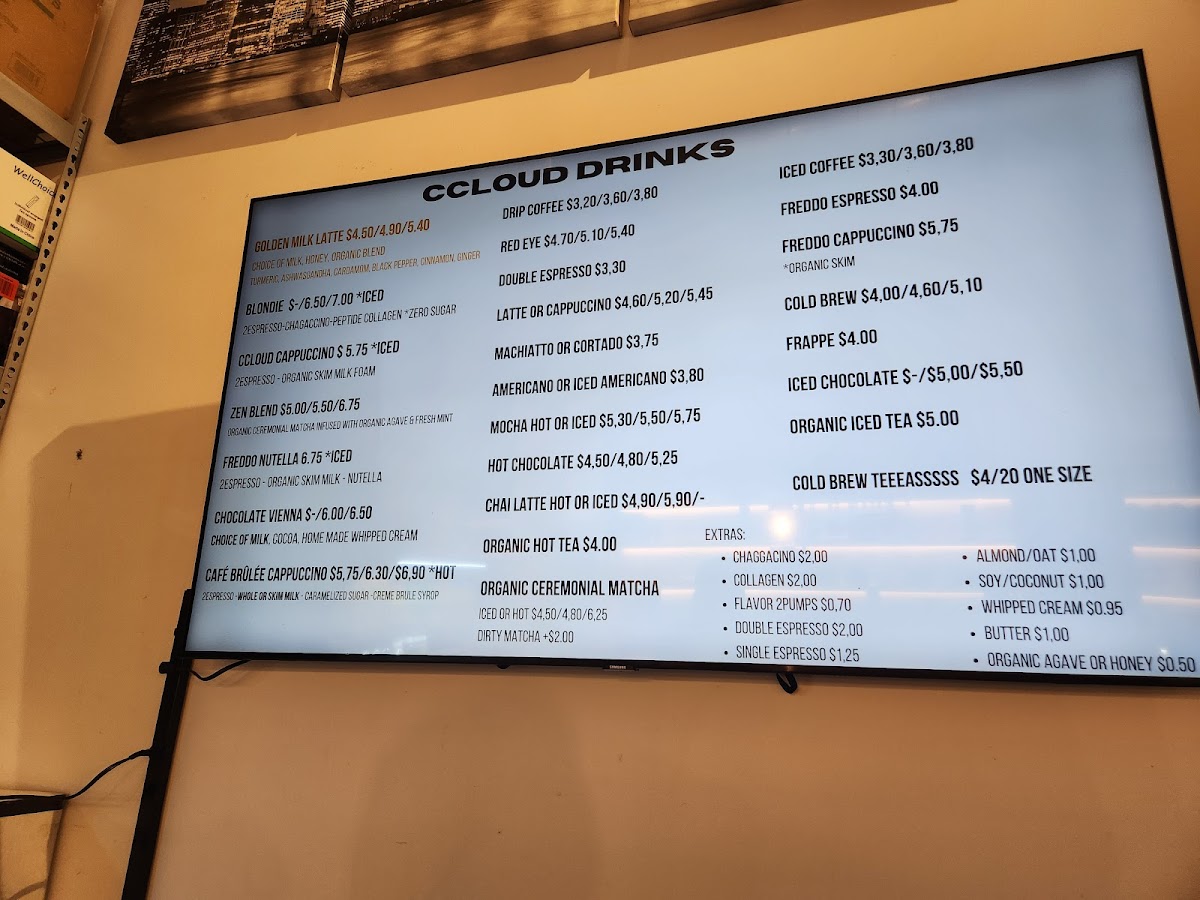 WellChoice
CCLOUD DRINKS
GOLDEN MILK LATTE $4.50/4.90/5.40
CHOICE OF MILK, HONEY, ORGANIC BLEND
TURMERIC, ASHWAGANDHA, CARDAMOM, BLACK PEPPER, CINNAMON, GINGER
BLONDIE $-/6.50/7.00 *ICED
2ESPRESSO-CHAGACCINO-PEPTIDE COLLAGEN *ZERO SUGAR
CCLOUD CAPPUCCINO $ 5.75 *ICED
2ESPRESSO - ORGANIC SKIM MILK FOAM
ZEN BLEND $5.00/5.50/6.75
ORGANIC CEREMONIAL MATCHA INFUSED WITH ORGANIC AGAVE & FRESH MINT
FREDDO NUTELLA 6.75 *ICED
2ESPRESSO - ORGANIC SKIM MILK - NUTELLA
CHOCOLATE VIENNA $-/6.00/6.50
CHOICE OF MILK, COCOA, HOME MADE WHIPPED CREAM
CAFÉ BRÛLÉE CAPPUCCINO $5,75/6.30/$6,90 *HOT
2ESPRESSO -WHOLE OR SKIM MILK - CARAMELIZED SUGAR -CREME BRULE SYROP
DRIP COFFEE $3,20/3,60/3,80
RED EYE $4.70/5.10/5,40
DOUBLE ESPRESSO $3,30
LATTE OR CAPPUCCINO $4,60/5,20/5,45
MACHIATTO OR CORTADO $3,75
AMERICANO OR ICED AMERICANO $3,80
MOCHA HOT OR ICED $5,30/5,50/5,75
HOT CHOCOLATE $4,50/4,80/5,25
CHAI LATTE HOT OR ICED $4,90/5,90/-
ORGANIC HOT TEA $4.00
ORGANIC CEREMONIAL MATCHA
ICED OR HOT $4,50/4,80/6,25
DIRTY MATCHA +$2.00
ICED COFFEE $3,30/3,60/3,80
FREDDO ESPRESSO $4.00
FREDDO CAPPUCCINO $5,75
*ORGANIC SKIM
COLD BREW $4,00/4,60/5,10
FRAPPE $4.00
ICED CHOCOLATE $-/$5,00/$5,50
ORGANIC ICED TEA $5.00
COLD BREW TEEEASSSSS $4/20 ONE SIZE
EXTRAS:
• CHAGGACINO $2,00
• COLLAGEN $2,00
• FLAVOR 2PUMPS $0,70
• DOUBLE ESPRESSO $2,00
• SINGLE ESPRESSO $1,25
• ALMOND/OAT $1,00
• SOY/COCONUT $1,00
• WHIPPED CREAM $0.95
• BUTTER $1,00
• ORGANIC AGAVE OR HONEY $0.50
SAMSUNG